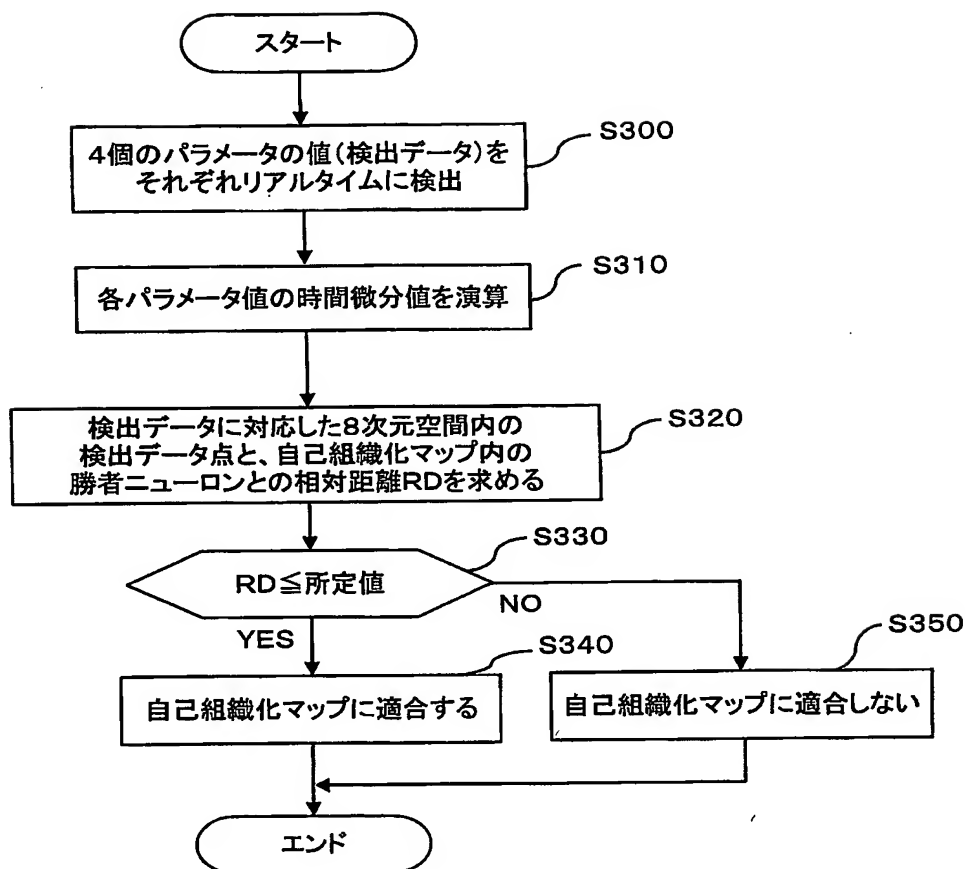 スタート
S300
4個のパラメータの値(検出データ)を
それぞれリアルタイムに検出
S310
各パラメータ値の時間微分値を演算
S320
検出データに対応した8次元空間内の
検出データ点と、自己組織化マップ内の
勝者ニューロンとの相対距離RDを求める
S330
RD≦所定値
NO
YES
S340
S350
自己組織化マップに適合する
自己組織化マップに適合しない
エンド